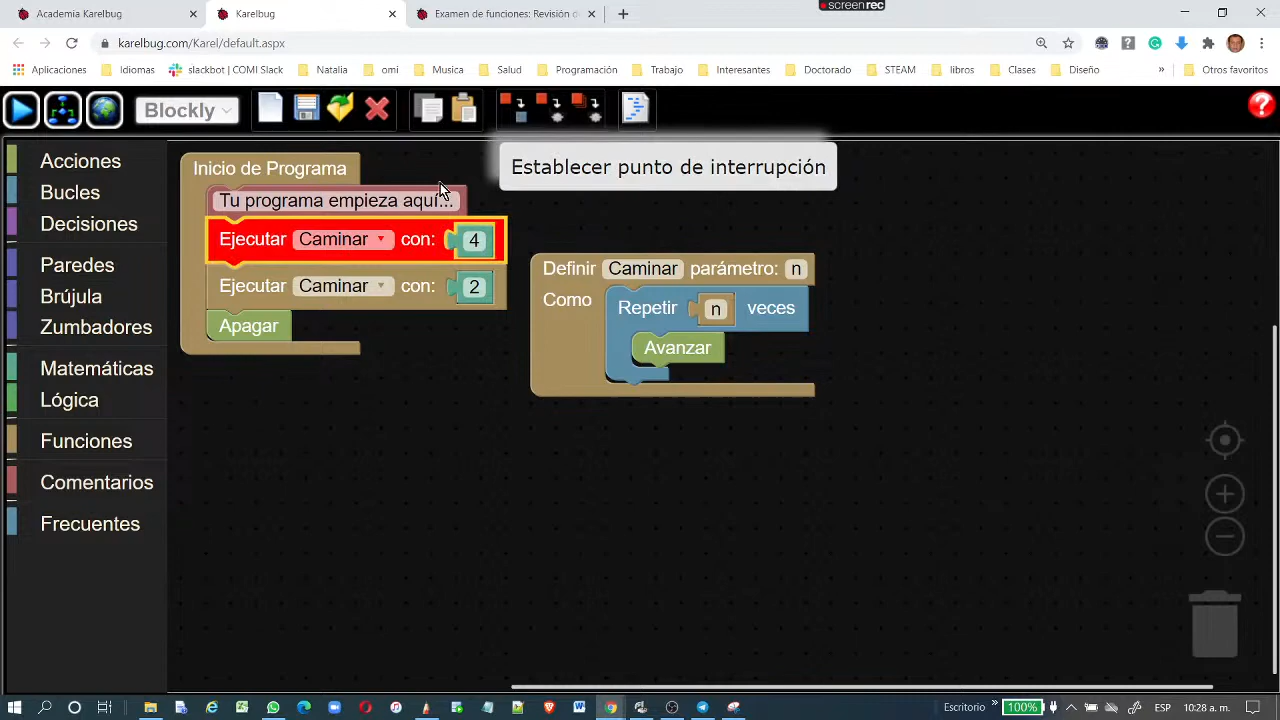 screenrec
Academia Karelbug
Karelbug
Examen de funciones: Revisión de
karelbug.com/Karel/default.aspx
Aplicaciones
Idiomas
slackbot | COMI Slack
Natalia
omi
Musica
Salud
Programación
Trabajo
Interesantes
Doctorado
STEAM
libros
Clases
Diseño
»
Otros favoritos
Blockly
Establecer punto de interrupción
Acciones
Bucles
Decisiones
Paredes
Brújula
Zumbadores
Matemáticas
Lógica
Funciones
Comentarios
Frecuentes
Inicio de Programa
Tu programa empieza aquí...
Ejecutar Caminar con: 4
Ejecutar Caminar con: 2
Apagar
Definir Caminar parámetro: n
Como
Repetir n veces
Avanzar
Escritorio
»
100%
ESP
10:28 a. m.